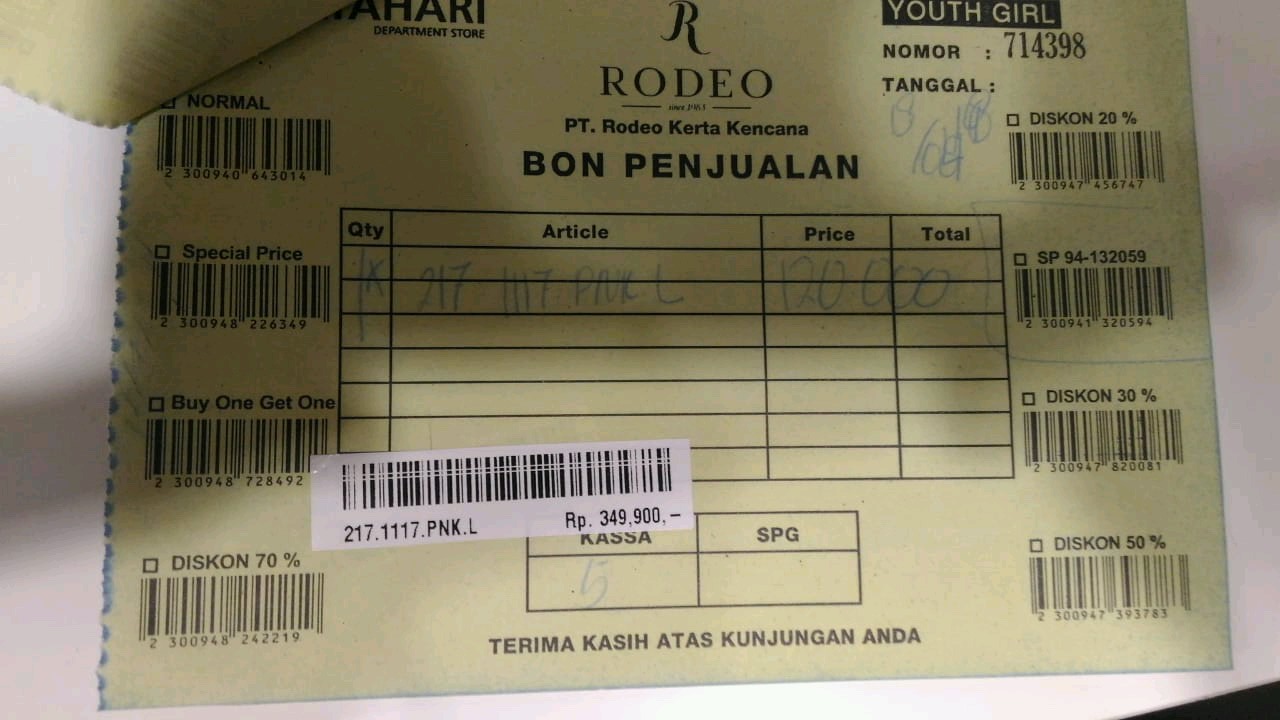 AHARI
DEPARTMENT STORE
R
RODEO
since 1983
PT. Rodeo Kerta Kencana
BON PENJUALAN
YOUTH GIRL
NOMOR : 714398
TANGGAL :
NORMAL
2 300940 643014
Special Price
2 300948 226349
Buy One Get One
2 300948 728492
DISKON 70 %
2 300948 242219
Qty Article Price Total
217 1117.PNK.L 120.000
217.1117.PNK.L Rp. 349,900,-
KASSA SPG
5
DISKON 20 %
2 300947 456747
SP 94-132059
2 300941 320594
DISKON 30 %
2 300947 820081
DISKON 50 %
2 300947 393783
TERIMA KASIH ATAS KUNJUNGAN ANDA